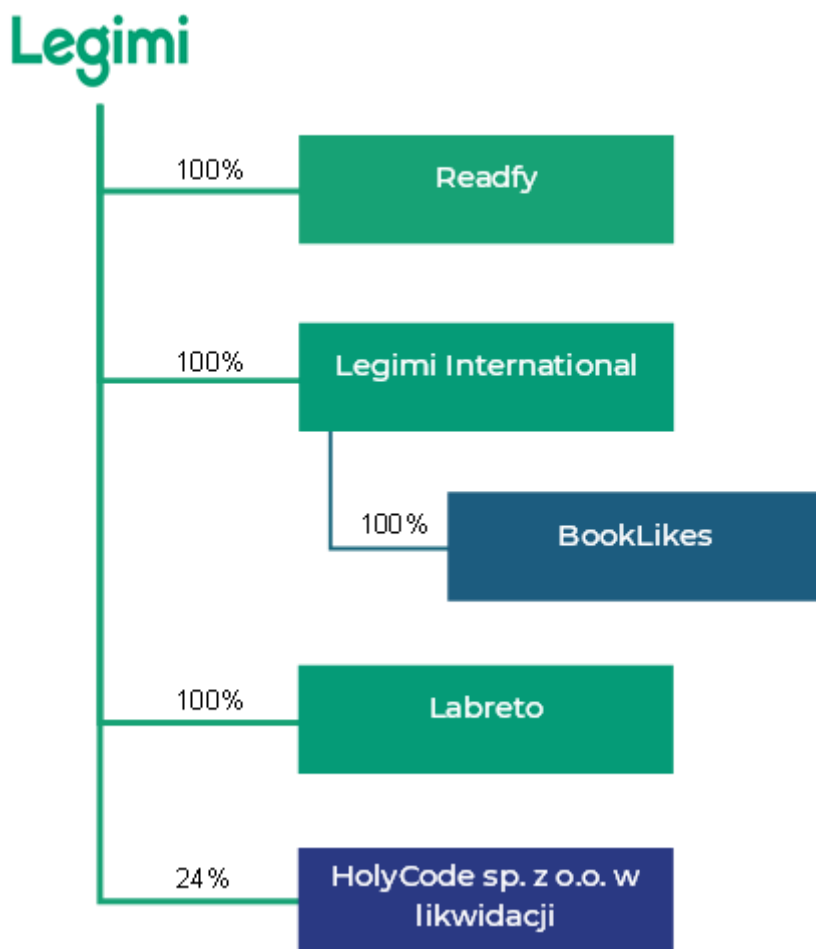 Legimi
100%
Readfy
100%
Legimi International
100%
BookLikes
100%
Labreto
24%
HolyCode sp. z o.o. w
likwidacji